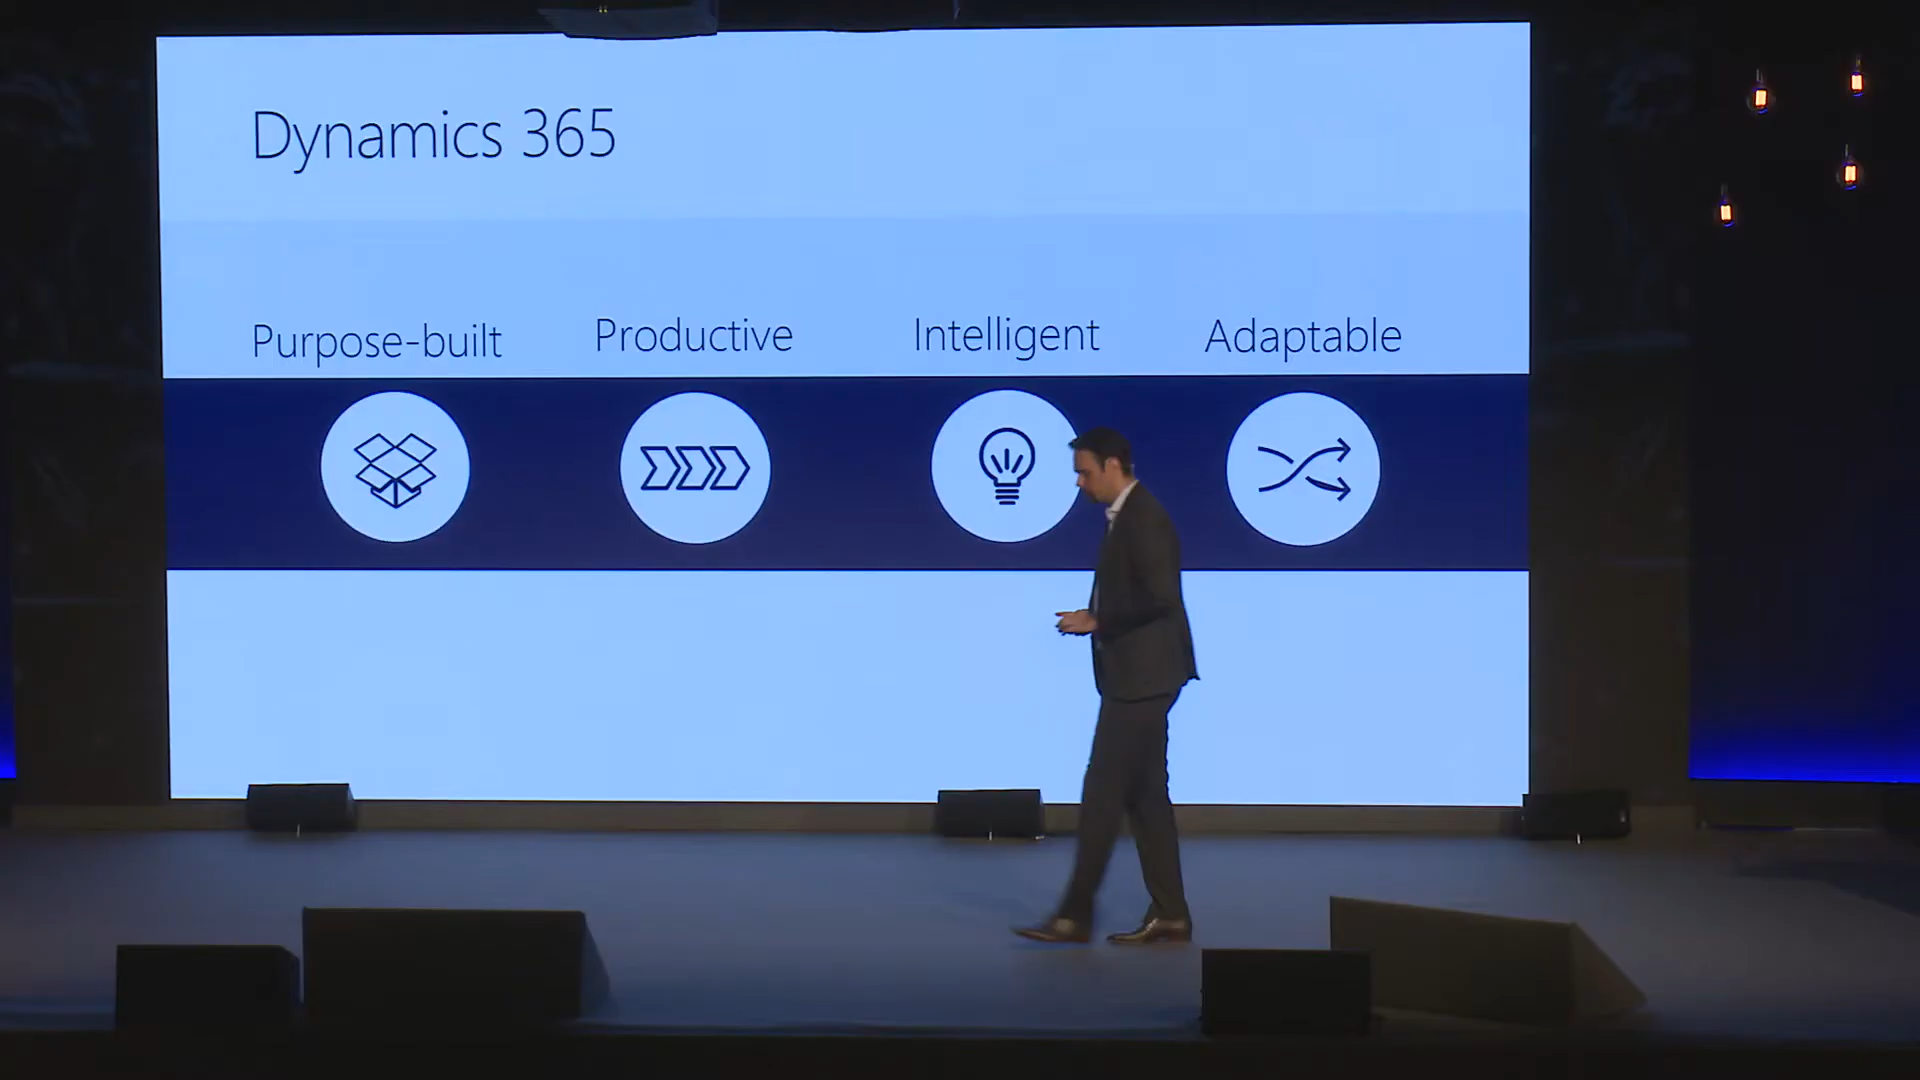 Dynamics 365
Purpose-built
Productive
Intelligent
Adaptable